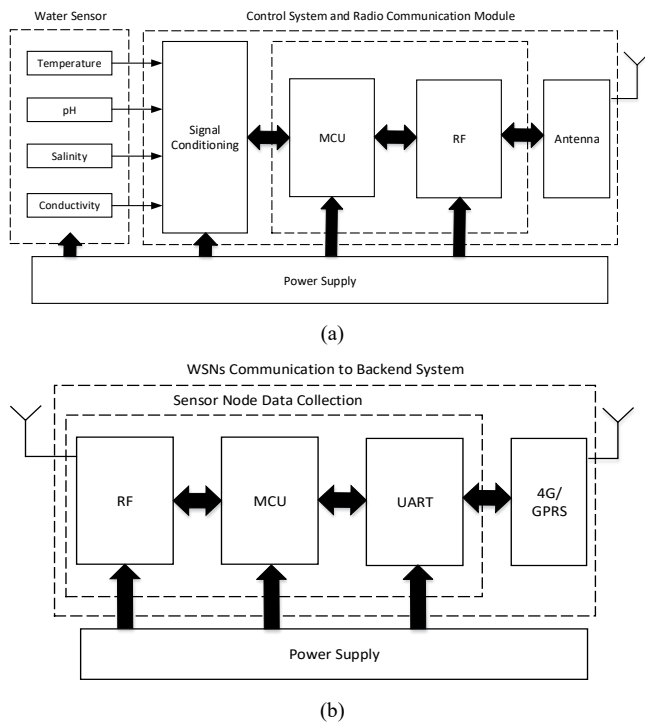 Water Sensor
Control System and Radio Communication Module
Temperature
pH
Salinity
Conductivity
Signal
Conditioning
MCU
RF
Antenna
Power Supply
(a)
WSNs Communication to Backend System
Sensor Node Data Collection
RF
MCU
UART
4G/
GPRS
Power Supply
(b)